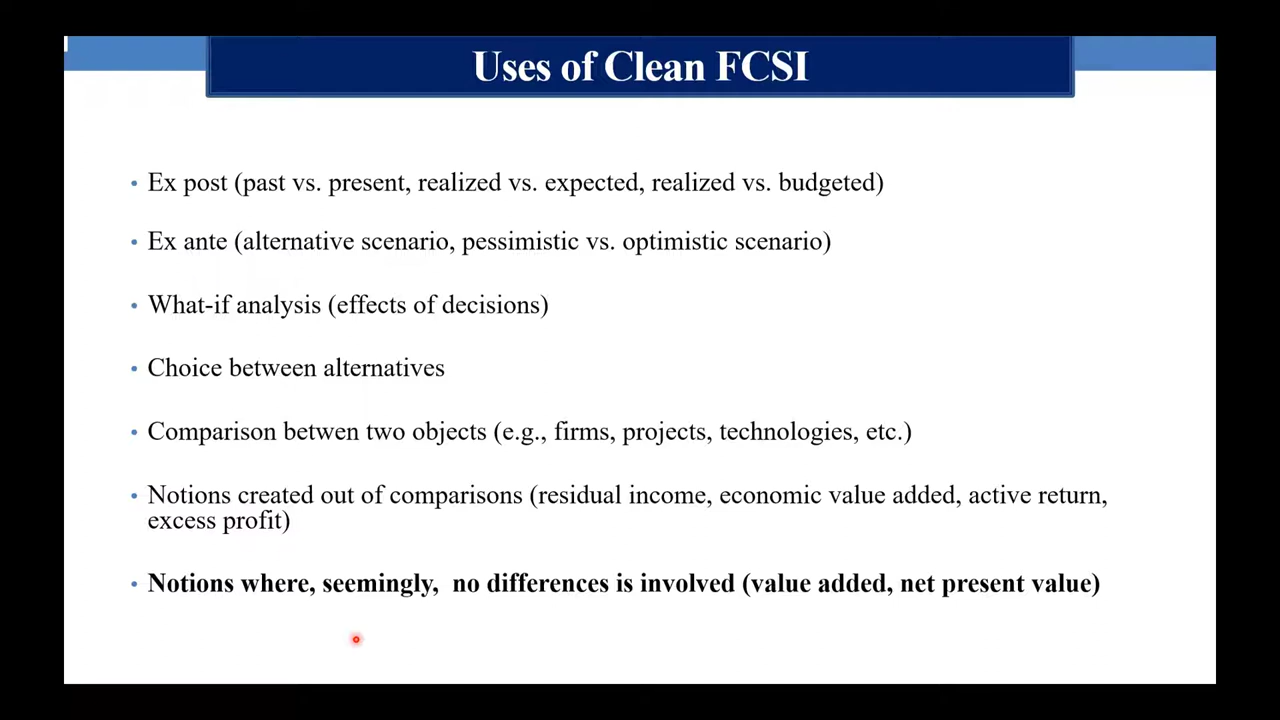 Uses of Clean FCSI
• Ex post (past vs. present, realized vs. expected, realized vs. budgeted)
• Ex ante (alternative scenario, pessimistic vs. optimistic scenario)
• What-if analysis (effects of decisions)
• Choice between alternatives
• Comparison betwen two objects (e.g., firms, projects, technologies, etc.)
• Notions created out of comparisons (residual income, economic value added, active return,
excess profit)
• Notions where, seemingly, no differences is involved (value added, net present value)